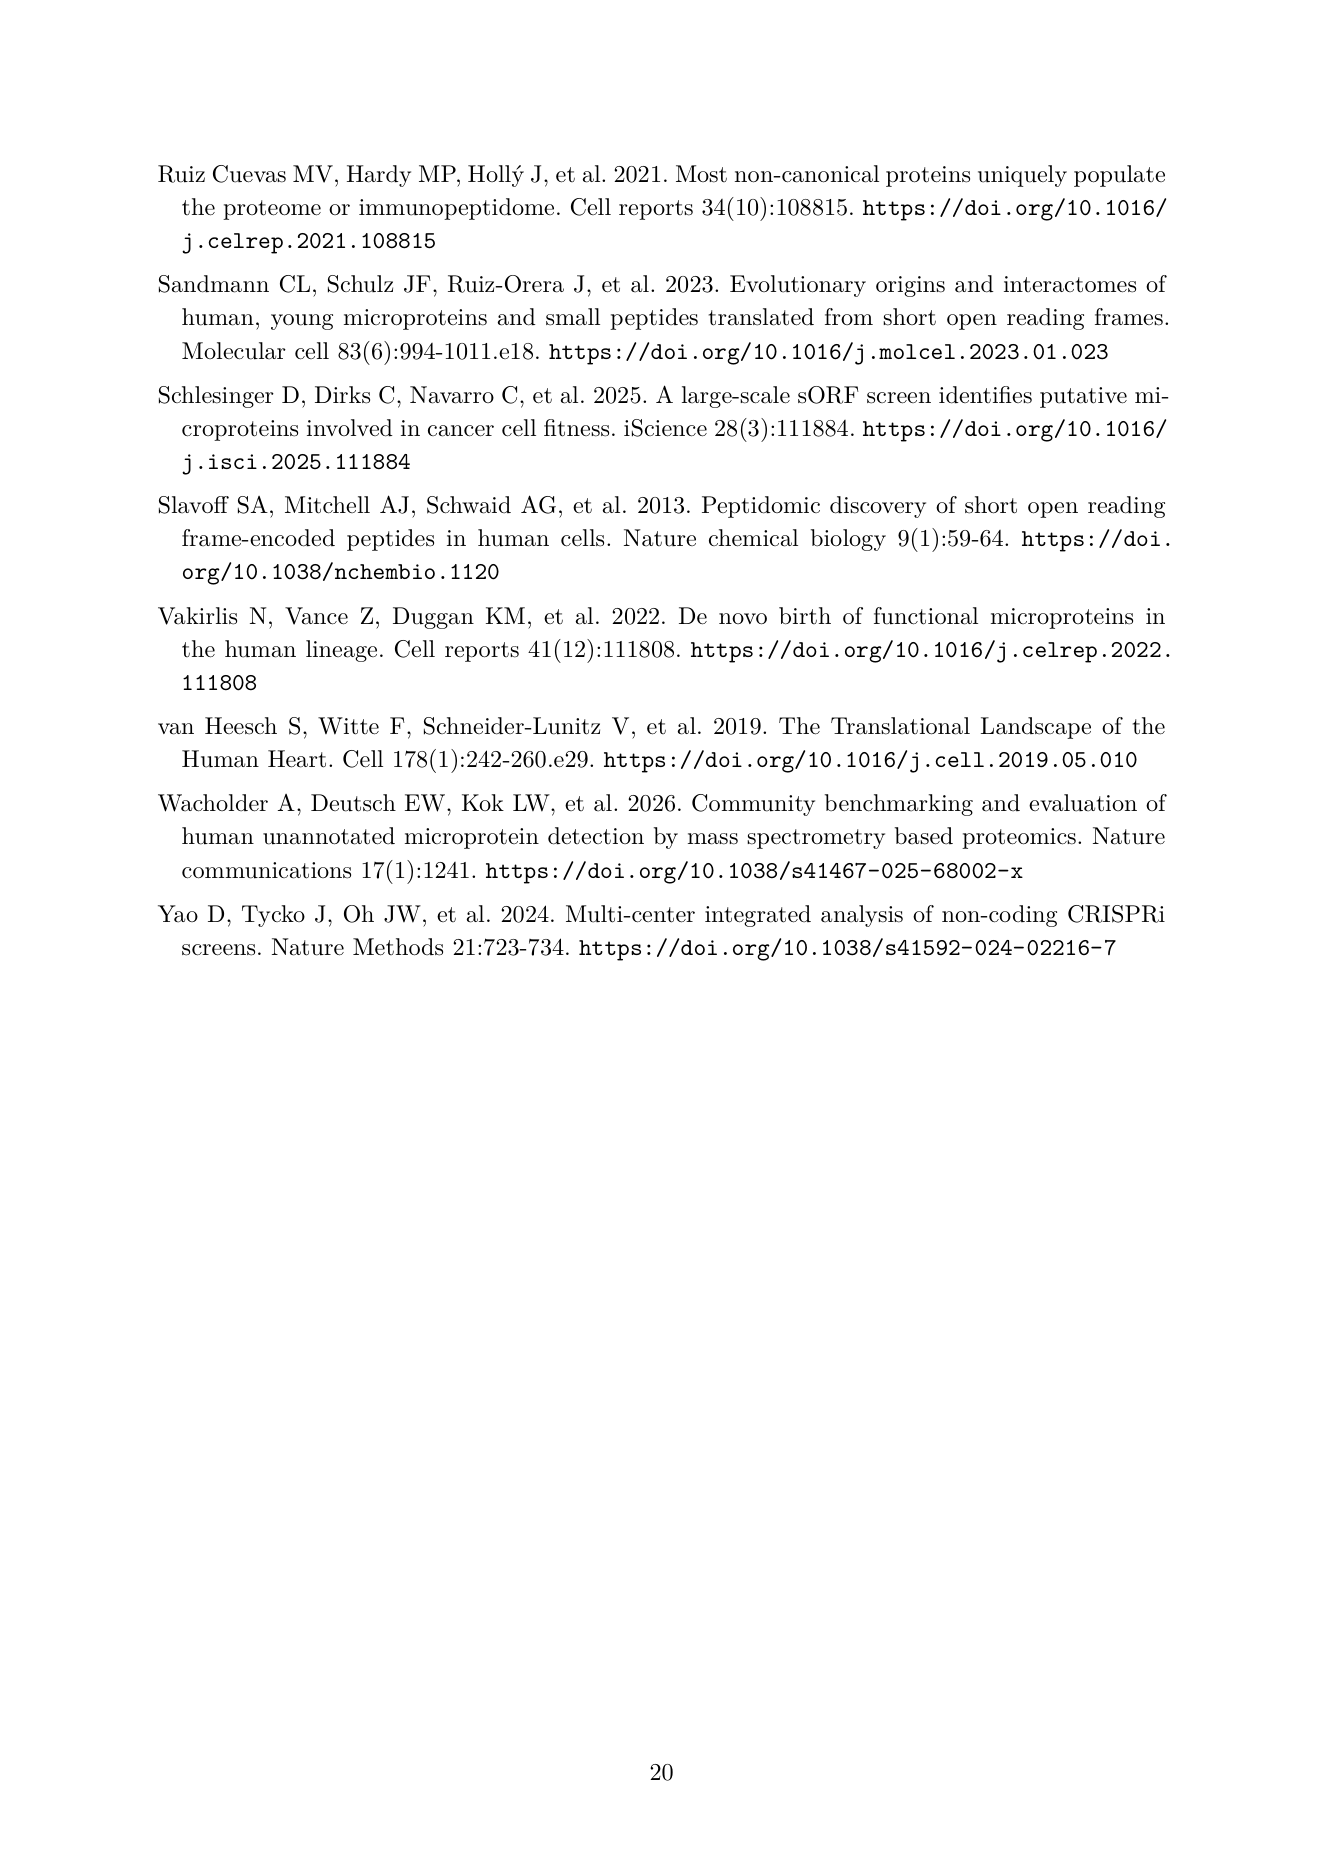 Ruiz Cuevas MV, Hardy MP, Hollý J, et al. 2021. Most non-canonical proteins uniquely populate
the proteome or immunopeptidome. Cell reports 34(10):108815. https://doi.org/10.1016/
j.celrep.2021.108815
Sandmann CL, Schulz JF, Ruiz-Orera J, et al. 2023. Evolutionary origins and interactomes of
human, young microproteins and small peptides translated from short open reading frames.
Molecular cell 83(6):994-1011.e18. https://doi.org/10.1016/j.molcel.2023.01.023
Schlesinger D, Dirks C, Navarro C, et al. 2025. A large-scale sORF screen identifies putative mi-
croproteins involved in cancer cell fitness. iScience 28(3):111884. https://doi.org/10.1016/
j.isci.2025.111884
Slavoff SA, Mitchell AJ, Schwaid AG, et al. 2013. Peptidomic discovery of short open reading
frame-encoded peptides in human cells. Nature chemical biology 9(1):59-64. https://doi.
org/10.1038/nchembio.1120
Vakirlis N, Vance Z, Duggan KM, et al. 2022. De novo birth of functional microproteins in
the human lineage. Cell reports 41(12):111808. https://doi.org/10.1016/j.celrep.2022.
111808
van Heesch S, Witte F, Schneider-Lunitz V, et al. 2019. The Translational Landscape of the
Human Heart. Cell 178(1):242-260.e29. https://doi.org/10.1016/j.cell.2019.05.010
Wacholder A, Deutsch EW, Kok LW, et al. 2026. Community benchmarking and evaluation of
human unannotated microprotein detection by mass spectrometry based proteomics. Nature
communications 17(1):1241. https://doi.org/10.1038/s41467-025-68002-x
Yao D, Tycko J, Oh JW, et al. 2024. Multi-center integrated analysis of non-coding CRISPRi
screens. Nature Methods 21:723-734. https://doi.org/10.1038/s41592-024-02216-7
20